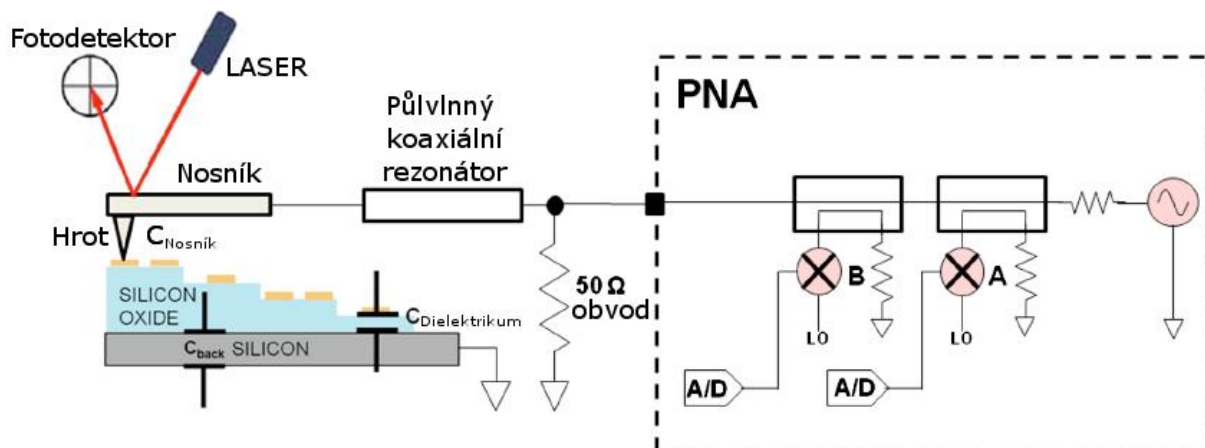 Fotodetektor
LASER
Půlvlnný
koaxiální
rezonátor
Nosník
Hrot
CNosník
SILICON
OXIDE
CDielektrikum
Cback SILICON
50 Ω
obvod
PNA
B
A
LO
LO
A/D
A/D